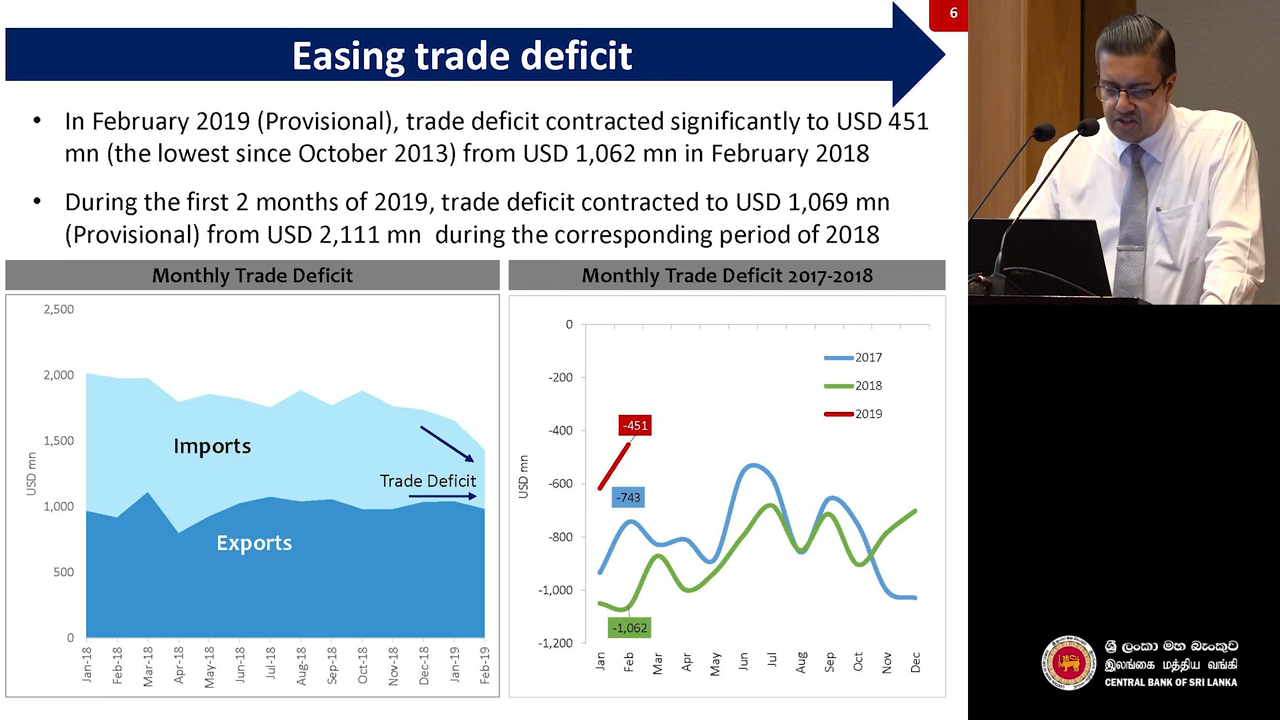 6
Easing trade deficit
• In February 2019 (Provisional), trade deficit contracted significantly to USD 451
mn (the lowest since October 2013) from USD 1,062 mn in February 2018
• During the first 2 months of 2019, trade deficit contracted to USD 1,069 mn
(Provisional) from USD 2,111 mn during the corresponding period of 2018
Monthly Trade Deficit
2,500
2,000
1,500
1,000
500
0
USD mn
Imports
Trade Deficit
Exports
Jan-18
Feb-18
Mar-18
Apr-18
May-18
Jun-18
Jul-18
Aug-18
Sep-18
Oct-18
Nov-18
Dec-18
Jan-19
Feb-19
Monthly Trade Deficit 2017-2018
0
-200
-400
-600
-800
-1,000
-1,200
USD mn
2017
2018
2019
-451
-743
-1,062
Jan
Feb
Mar
Apr
May
Jun
Jul
Aug
Sep
Oct
Nov
Dec
ශ්‍රී ලංකා මහ බැංකුව
இலங்கை மத்திய வங்கி
CENTRAL BANK OF SRI LANKA